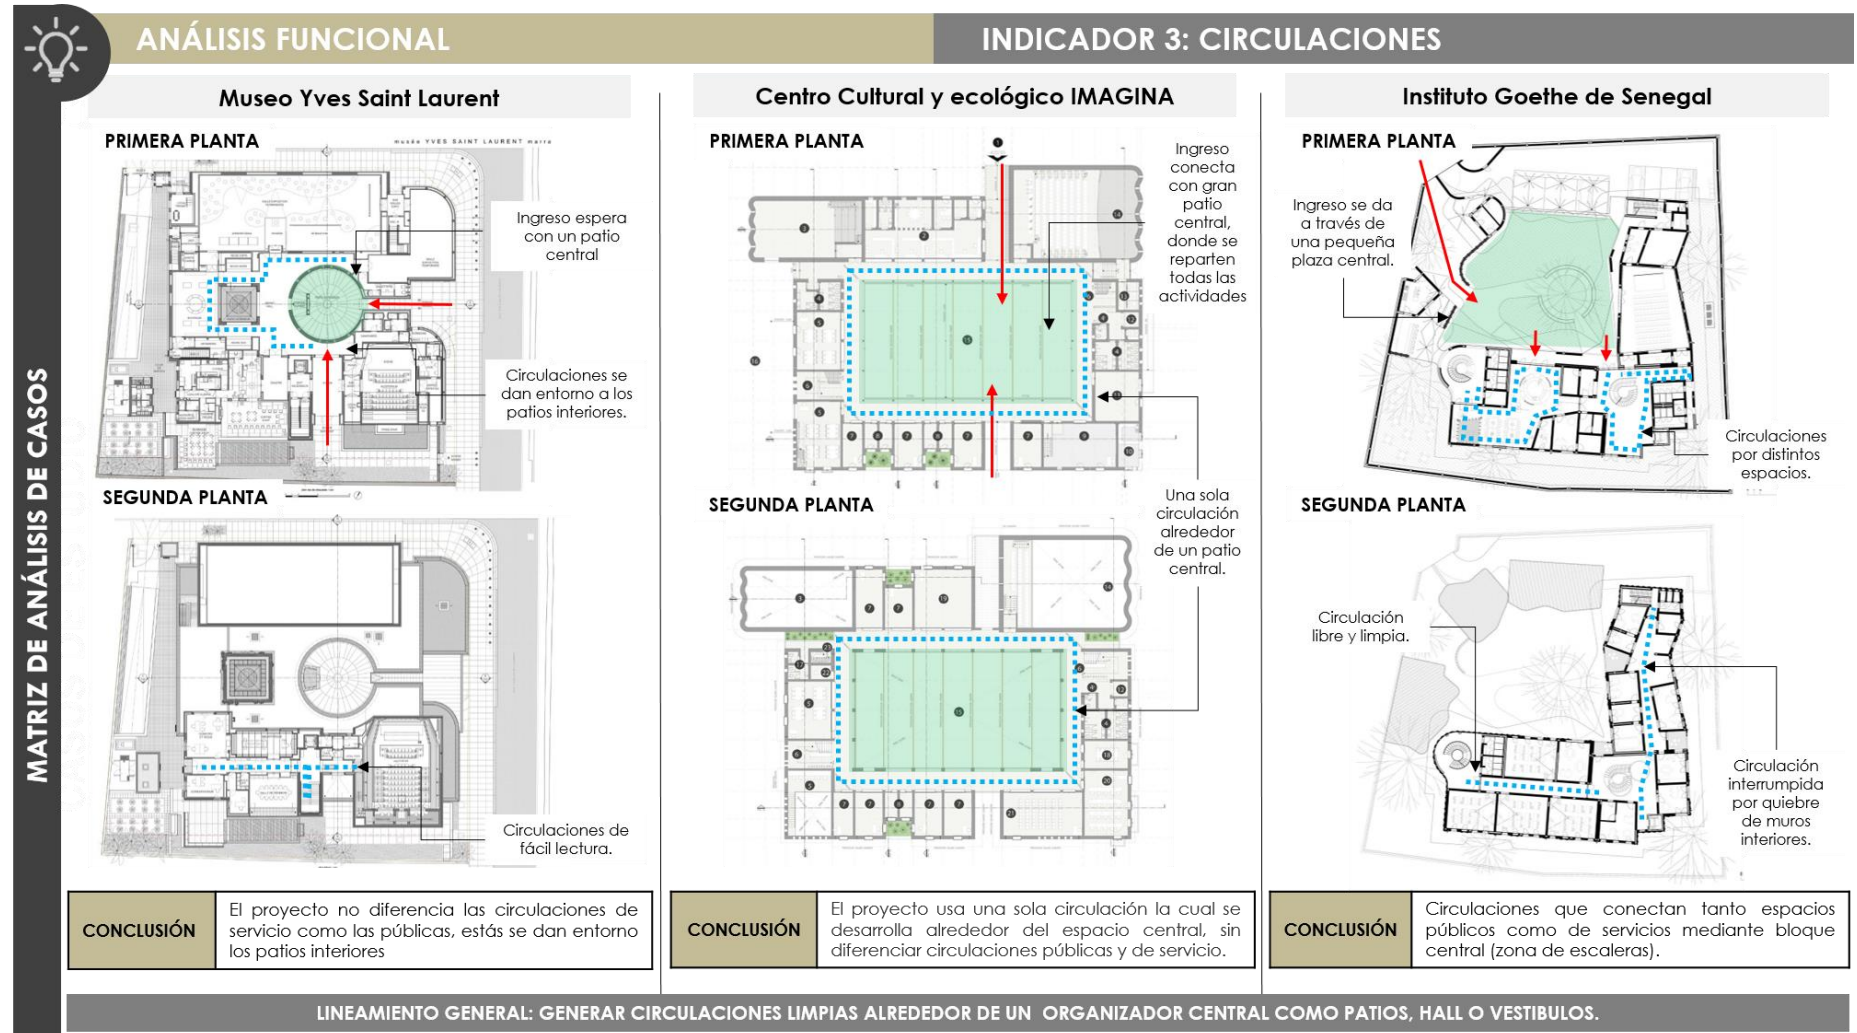 ANÁLISIS FUNCIONAL
INDICADOR 3: CIRCULACIONES
MATRIZ DE ANÁLISIS DE CASOS
Museo Yves Saint Laurent
PRIMERA PLANTA
musée YVES SAINT LAURENT marra
Ingreso espera
con un patio
central
Circulaciones se
dan entorno a los
patios interiores.
SEGUNDA PLANTA
Circulaciones de
fácil lectura.
CONCLUSIÓN
El proyecto no diferencia las circulaciones de
servicio como las públicas, estás se dan entorno
los patios interiores
Centro Cultural y ecológico IMAGINA
PRIMERA PLANTA
Ingreso
conecta
con gran
patio
central,
donde se
reparten
todas las
actividades
Una sola
circulación
alrededor
de un patio
central.
SEGUNDA PLANTA
CONCLUSIÓN
El proyecto usa una sola circulación la cual se
desarrolla alrededor del espacio central, sin
diferenciar circulaciones públicas y de servicio.
Instituto Goethe de Senegal
PRIMERA PLANTA
Ingreso se da
a través de
una pequeña
plaza central.
Circulaciones
por distintos
espacios.
SEGUNDA PLANTA
Circulación
libre y limpia.
Circulación
interrumpida
por quiebre
de muros
interiores.
CONCLUSIÓN
Circulaciones que conectan tanto espacios
públicos como de servicios mediante bloque
central (zona de escaleras).
LINEAMIENTO GENERAL: GENERAR CIRCULACIONES LIMPIAS ALREDEDOR DE UN ORGANIZADOR CENTRAL COMO PATIOS, HALL O VESTIBULOS.